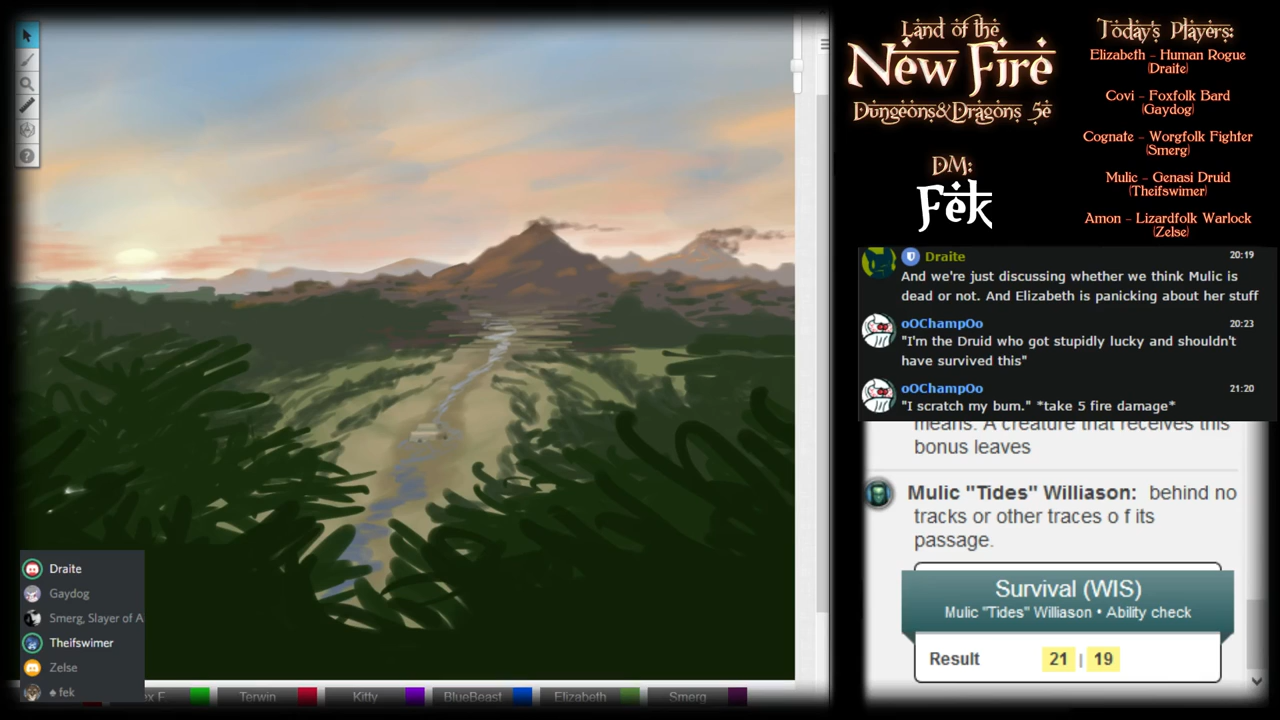 Land of the
New Fire
Dungeons&Dragons 5e
DM:
Fek
Today's Players:
Elizabeth - Human Rogue
(Draite)
Covi - Foxfolk Bard
(Gaydog)
Cognate - Worgfolk Fighter
(Smerg)
Mulic - Genasi Druid
(Theifswimer)
Amon - Lizardfolk Warlock
(Zelse)
Draite 20:19
And we're just discussing whether we think Mulic is
dead or not. And Elizabeth is panicking about her stuff
oOChampOo 20:23
"I'm the Druid who got stupidly lucky and shouldn't
have survived this"
oOChampOo 21:20
"I scratch my bum." *take 5 fire damage*
means. A creature that receives this
bonus leaves
Mulic "Tides" Williason: behind no
tracks or other traces o f its
passage.
Survival (WIS)
Mulic "Tides" Williason • Ability check
Result 21 | 19
Draite
Gaydog
Smerg, Slayer of A
Theifswimer
Zelse
♠ fek
ex F Terwin Kitty BlueBeast Elizabeth Smerg